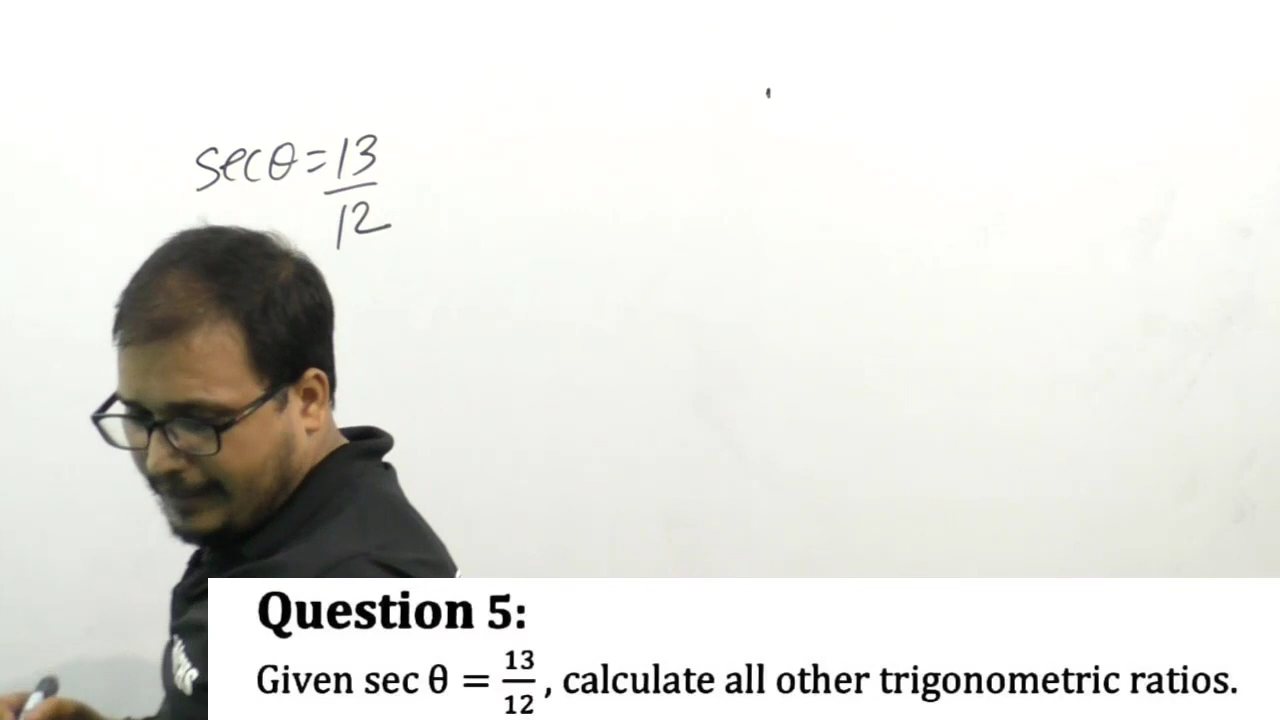 secθ = 13/12
Question 5:
Given sec θ = 13/12, calculate all other trigonometric ratios.